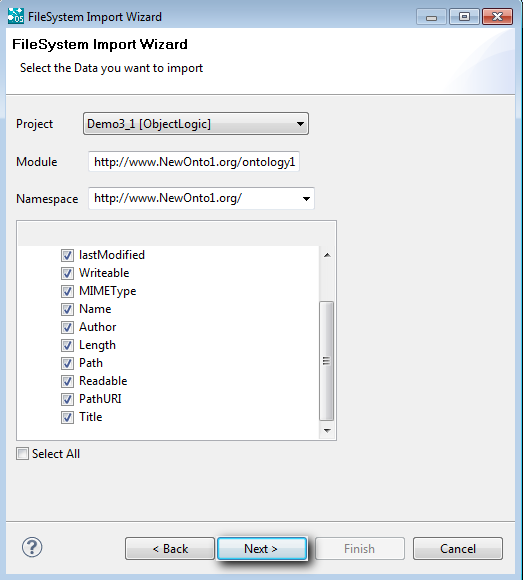 FileSystem Import Wizard
FileSystem Import Wizard
Select the Data you want to import
Project Demo3_1 [ObjectLogic]
Module http://www.NewOnto1.org/ontology1
Namespace http://www.NewOnto1.org/
lastModified
Writeable
MIMEType
Name
Author
Length
Path
Readable
PathURI
Title
Select All
? < Back Next > Finish Cancel